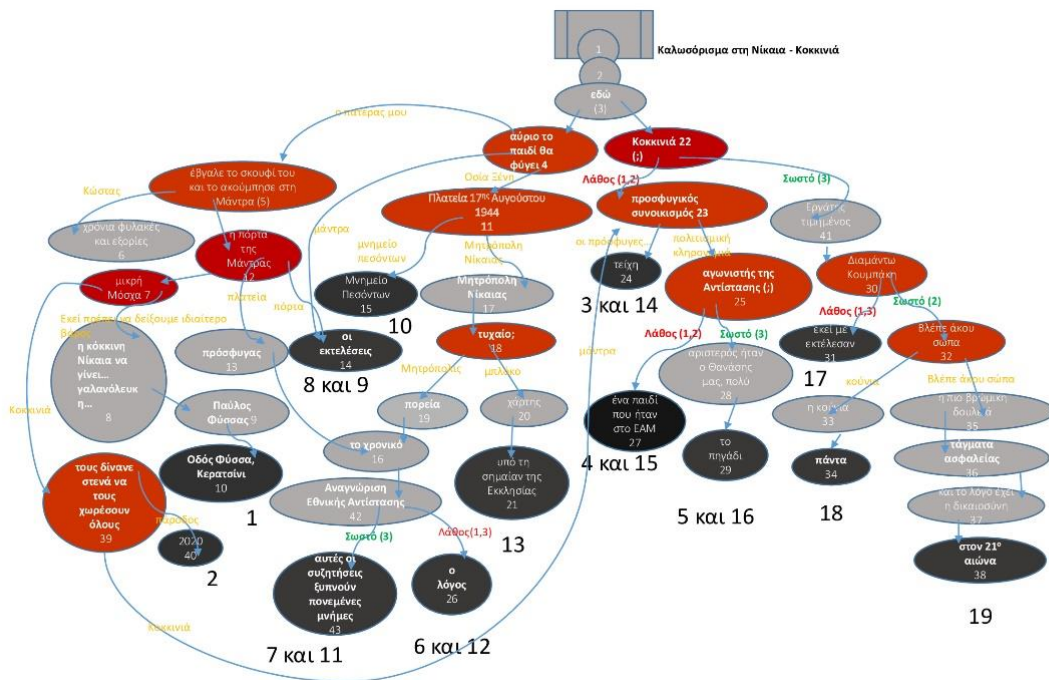 1
Καλωσόρισμα στη Νίκαια - Κοκκινιά
2
εδώ
(3)
ο πατέρας μου
αύριο το
παιδί θα
φύγει 4
Κοκκινιά 22
(;)
έβγαλε το σκουφί του
και το ακούμπησε στη
Μάντρα (5)
Οσία Ξένη
Λάθος (1,2)
Σωστό (3)
Κώστας
Πλατεία 17ης Αυγούστου
1944
11
προσφυγικός
συνοικισμός 23
Εργάτης
τιμημένος
41
χρόνια φυλακές
και εξορίες
6
η πόρτα
της
Μάντρας
12
μάντρα
μνημείο
πεσόντων
Μητρόπολη
Νίκαιας
οι πρόσφυγες...
πολιτισμική
κληρονομιά
τείχη
24
αγωνιστής της
Αντίστασης (;)
25
Διαμάντω
Κουμπάκη
30
μικρή
Μόσχα 7
πλατεία
πόρτα
Μνημείο
Πεσόντων
15
10
Μητρόπολη
Νίκαιας
17
3 και 14
Λάθος (1,3)
Σωστό (2)
Εκεί πρέπει να δείξουμε ιδιαίτερο
βάρος
η κόκκινη
Νίκαια να
γίνει...
γαλανόλευκ
η...
8
πρόσφυγας
13
οι
εκτελέσεις
14
8 και 9
τυχαίο;
18
μάντρα
Λάθος (1,2)
Σωστό (3)
εκεί με
εκτέλεσαν
31
17
Βλέπε άκου
σώπα
32
Κοκκινιά
Μητρόπολις
μπλόκο
αριστερός ήταν
ο Θανάσης
μας, πολύ
28
κούνια
Βλέπε άκου σώπα
Παύλος
Φύσσας 9
πορεία
19
χάρτης
20
ένα παιδί
που ήταν
στο ΕΑΜ
27
4 και 15
η κούνια
33
η πιο βρώμικη
δουλειά
35
τους δίνανε
στενά να
τους
χωρέσουν
όλους
39
Οδός Φύσσα,
Κερατσίνι
10
1
το χρονικό
16
υπό τη
σημαίαν της
Εκκλησίας
21
13
το
πηγάδι
29
5 και 16
πάντα
34
18
τάγματα
ασφαλείας
36
Αναγνώριση
Εθνικής Αντίστασης
42
και το λόγο έχει
η δικαιοσύνη
37
πάροδος
2020
40
2
Σωστό (3)
Λάθος(1,3)
αυτές οι
συζητήσεις
ξυπνούν
πονεμένες
μνήμες
43
7 και 11
ο
λόγος
26
6 και 12
στον 21ο
αιώνα
38
19
Κοκκινιά